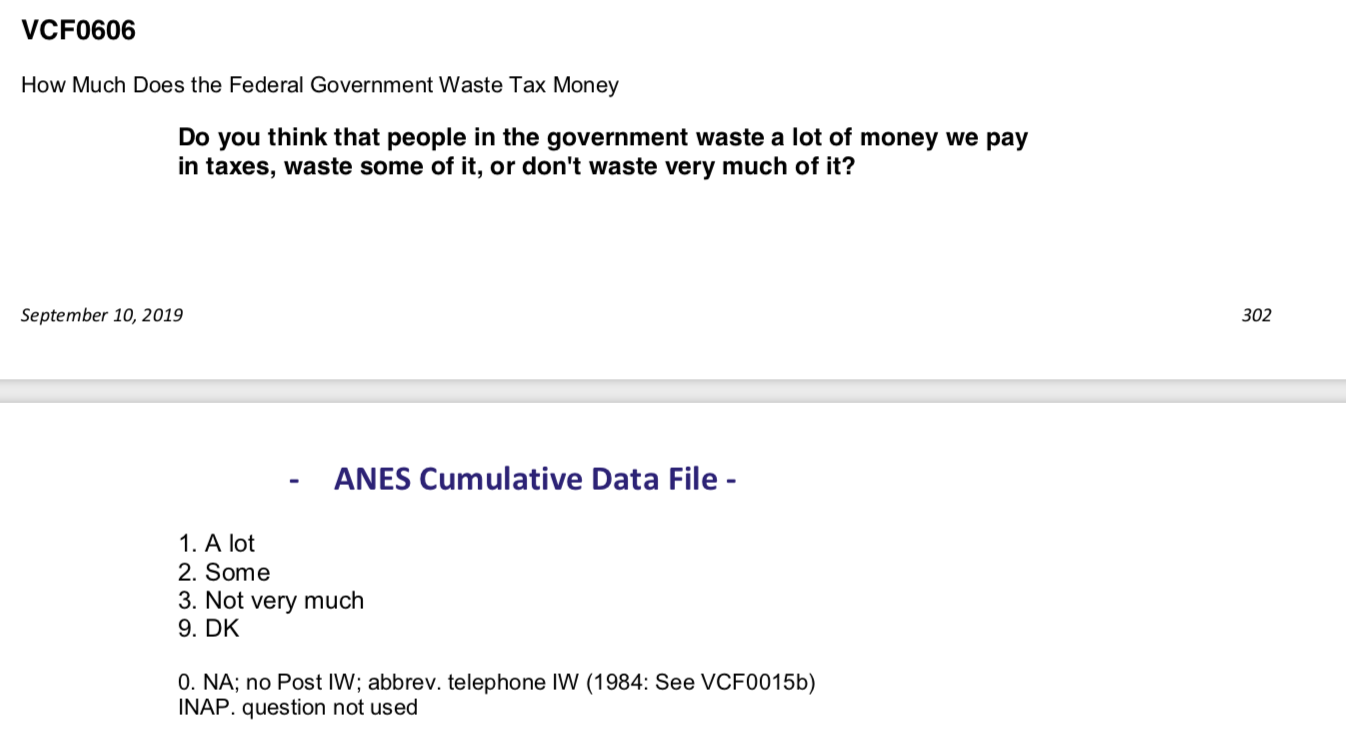 VCF0606
How Much Does the Federal Government Waste Tax Money
Do you think that people in the government waste a lot of money we pay
in taxes, waste some of it, or don't waste very much of it?
September 10, 2019 302
- ANES Cumulative Data File -
1. A lot
2. Some
3. Not very much
9. DK
0. NA; no Post IW; abbrev. telephone IW (1984: See VCF0015b)
INAP. question not used